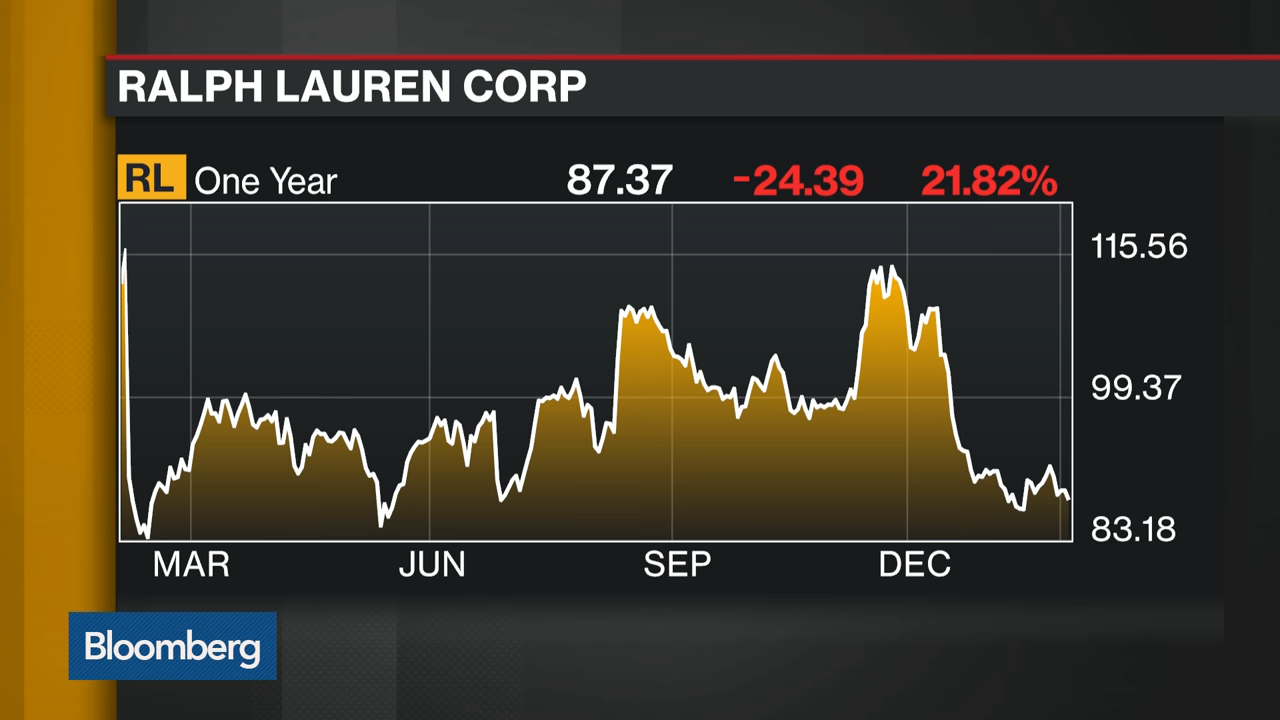 RALPH LAUREN CORP
RL One Year 87.37 -24.39 21.82%
115.56
99.37
83.18
MAR JUN SEP DEC
Bloomberg